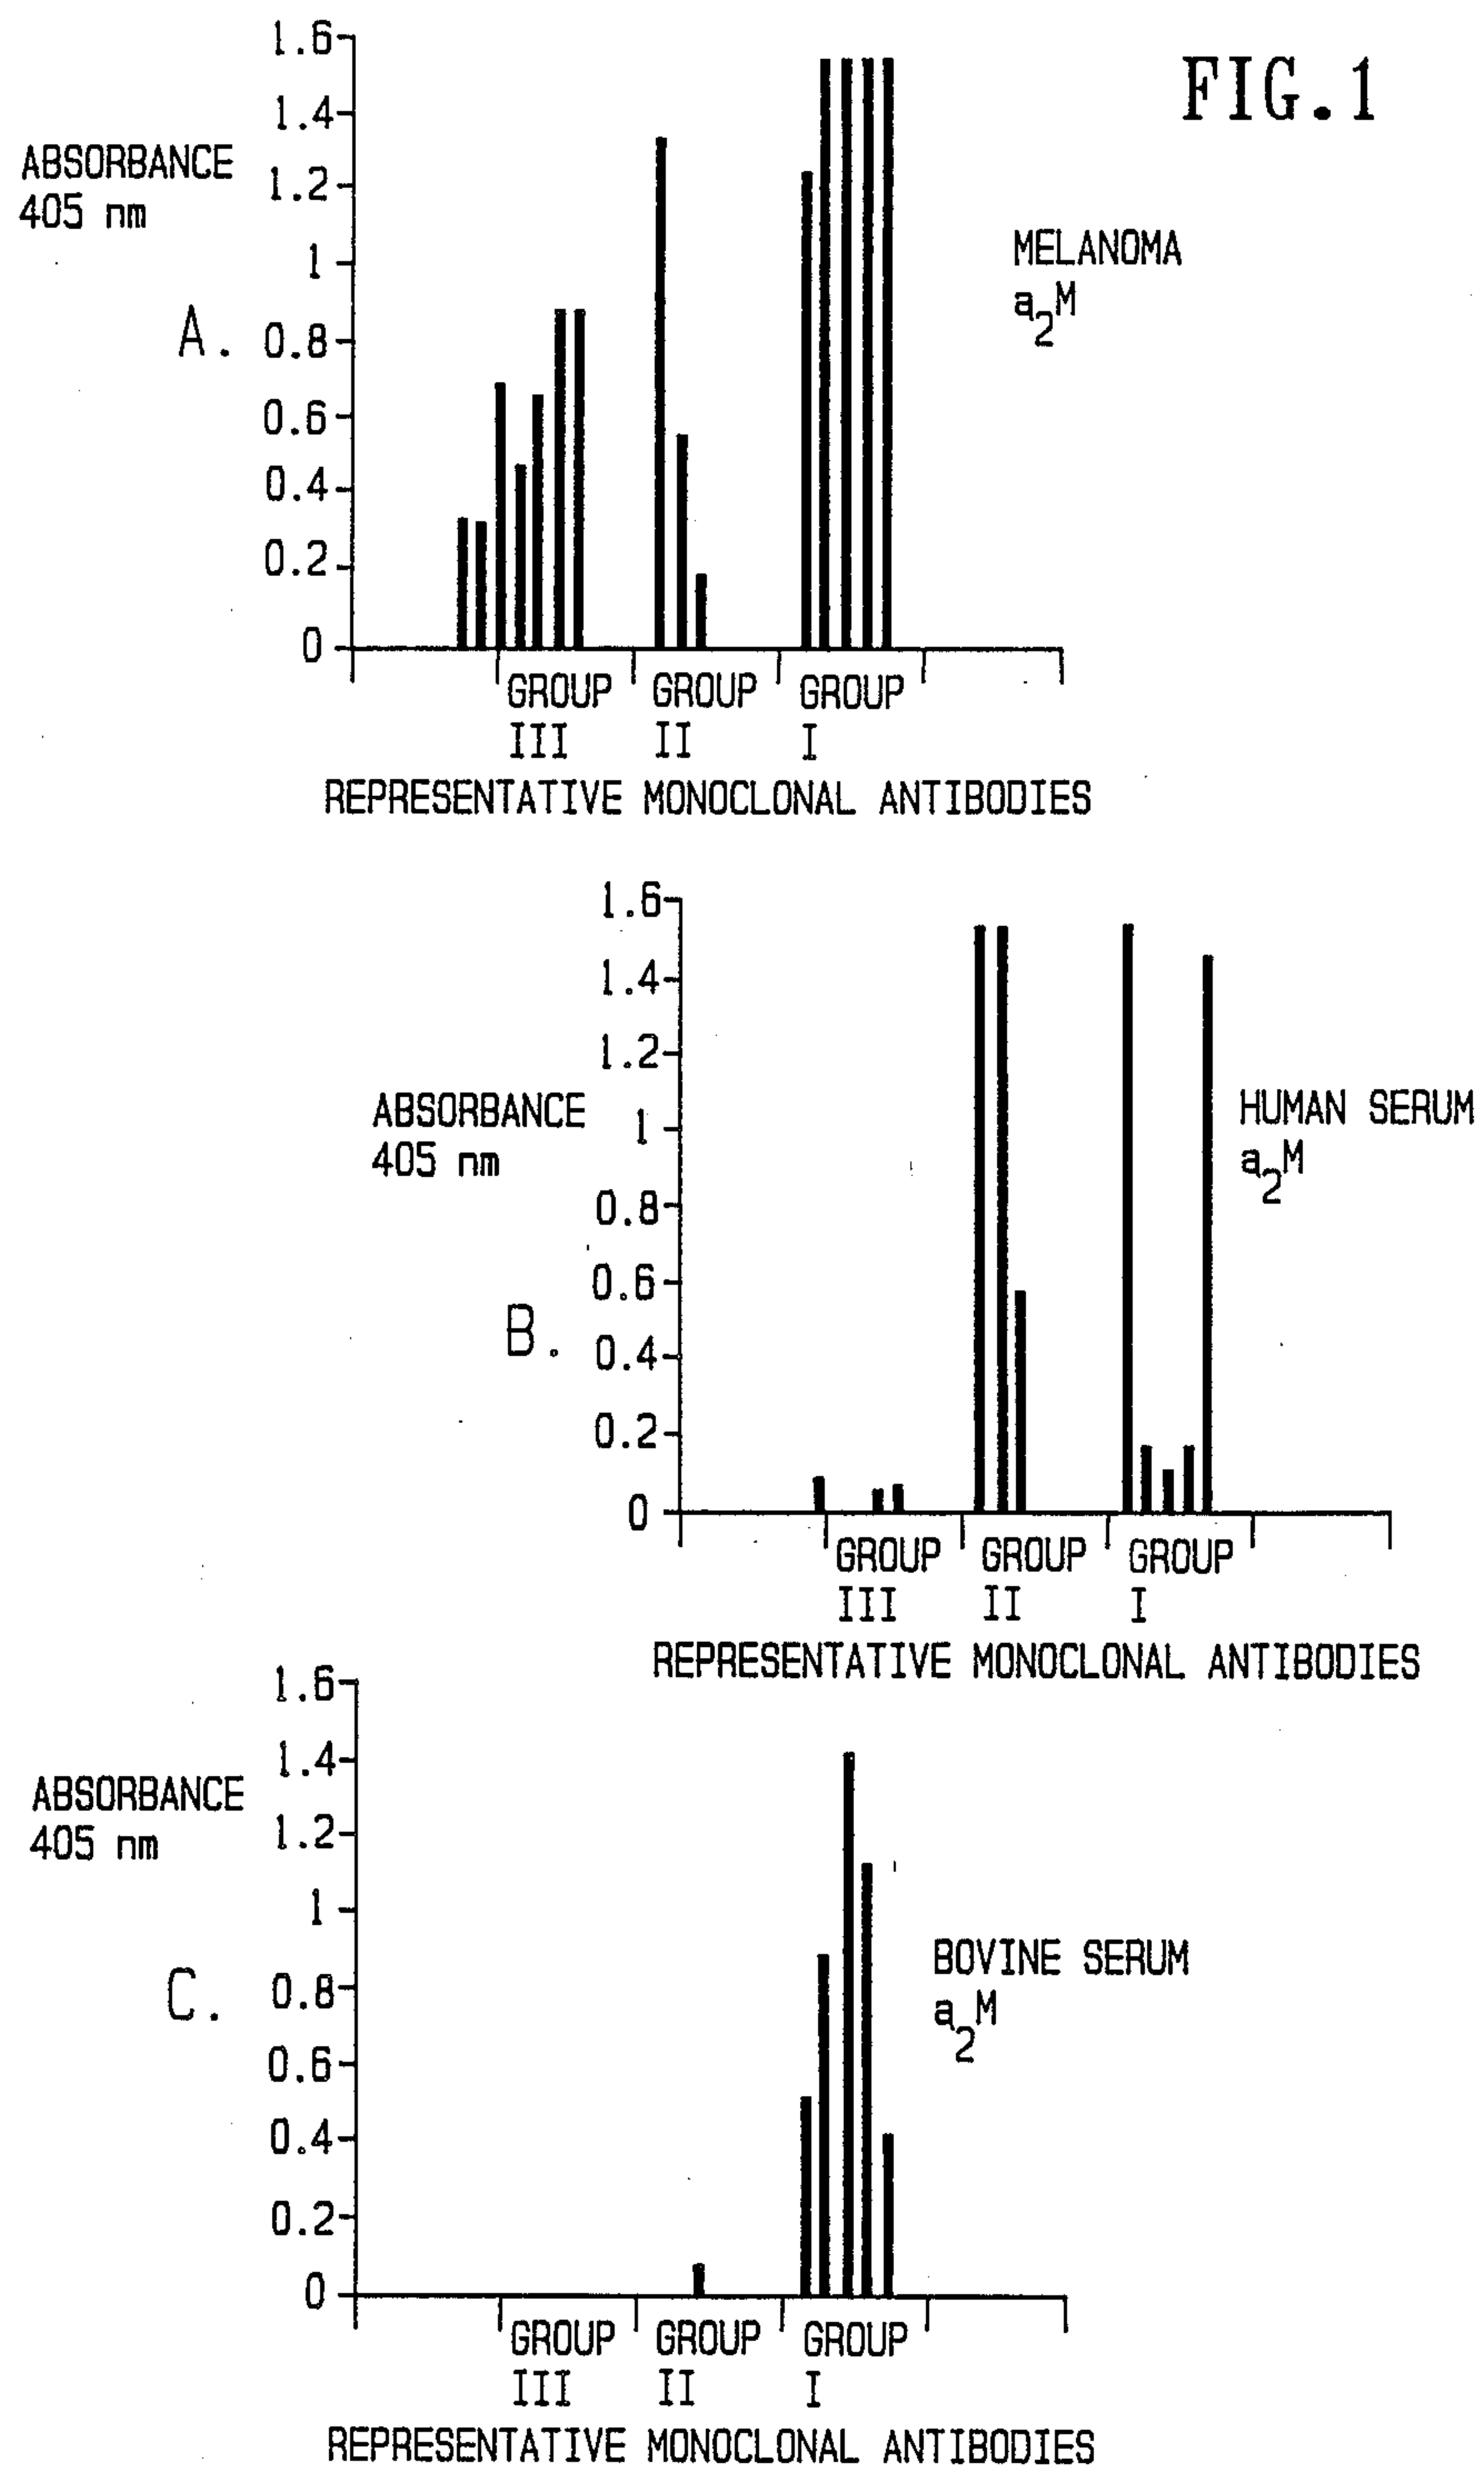 FIG.1
1.6
1.4
ABSORBANCE
405 nm
1.2
1
MELANOMA
a2M
A.
0.8
0.6
0.4
0.2
0
GROUP III
GROUP II
GROUP I
REPRESENTATIVE MONOCLONAL ANTIBODIES
1.6
1.4
1.2
ABSORBANCE
405 nm
1
HUMAN SERUM
a2M
0.8
0.6
B.
0.4
0.2
0
GROUP III
GROUP II
GROUP I
REPRESENTATIVE MONOCLONAL ANTIBODIES
1.6
1.4
ABSORBANCE
405 nm
1.2
1
BOVINE SERUM
a2M
C.
0.8
0.6
0.4
0.2
0
GROUP III
GROUP II
GROUP I
REPRESENTATIVE MONOCLONAL ANTIBODIES